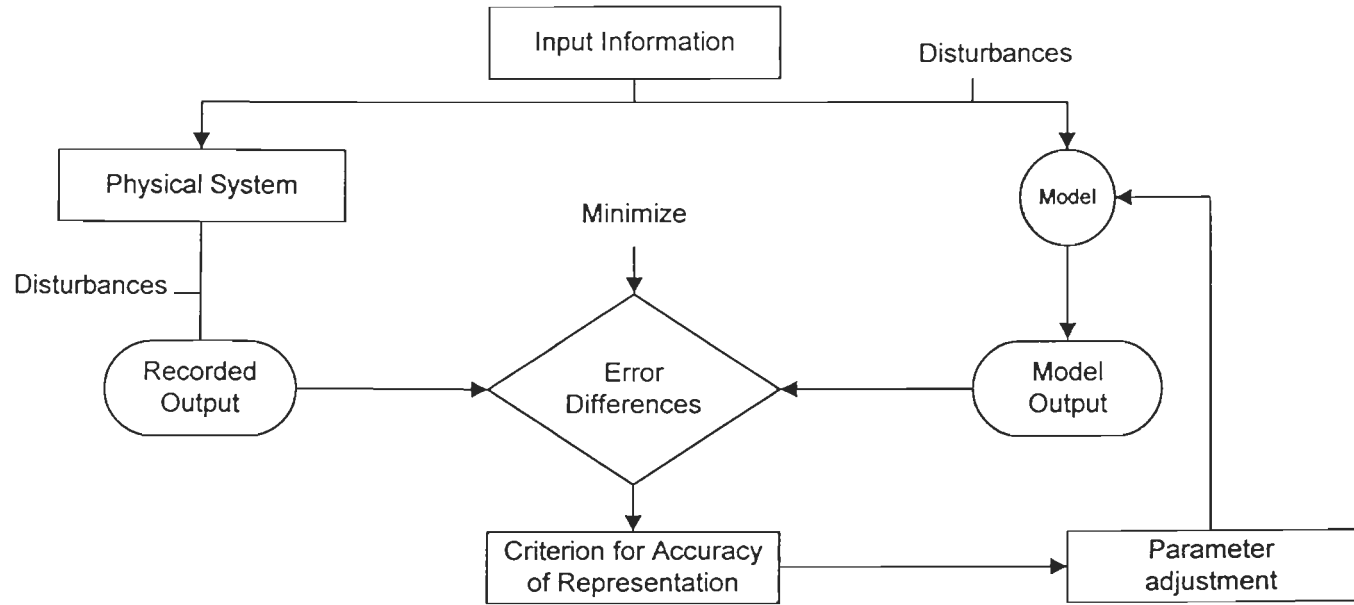 Input Information
Disturbances
Physical System
Model
Minimize
Disturbances
Recorded
Output
Error
Differences
Model
Output
Criterion for Accuracy
of Representation
Parameter
adjustment